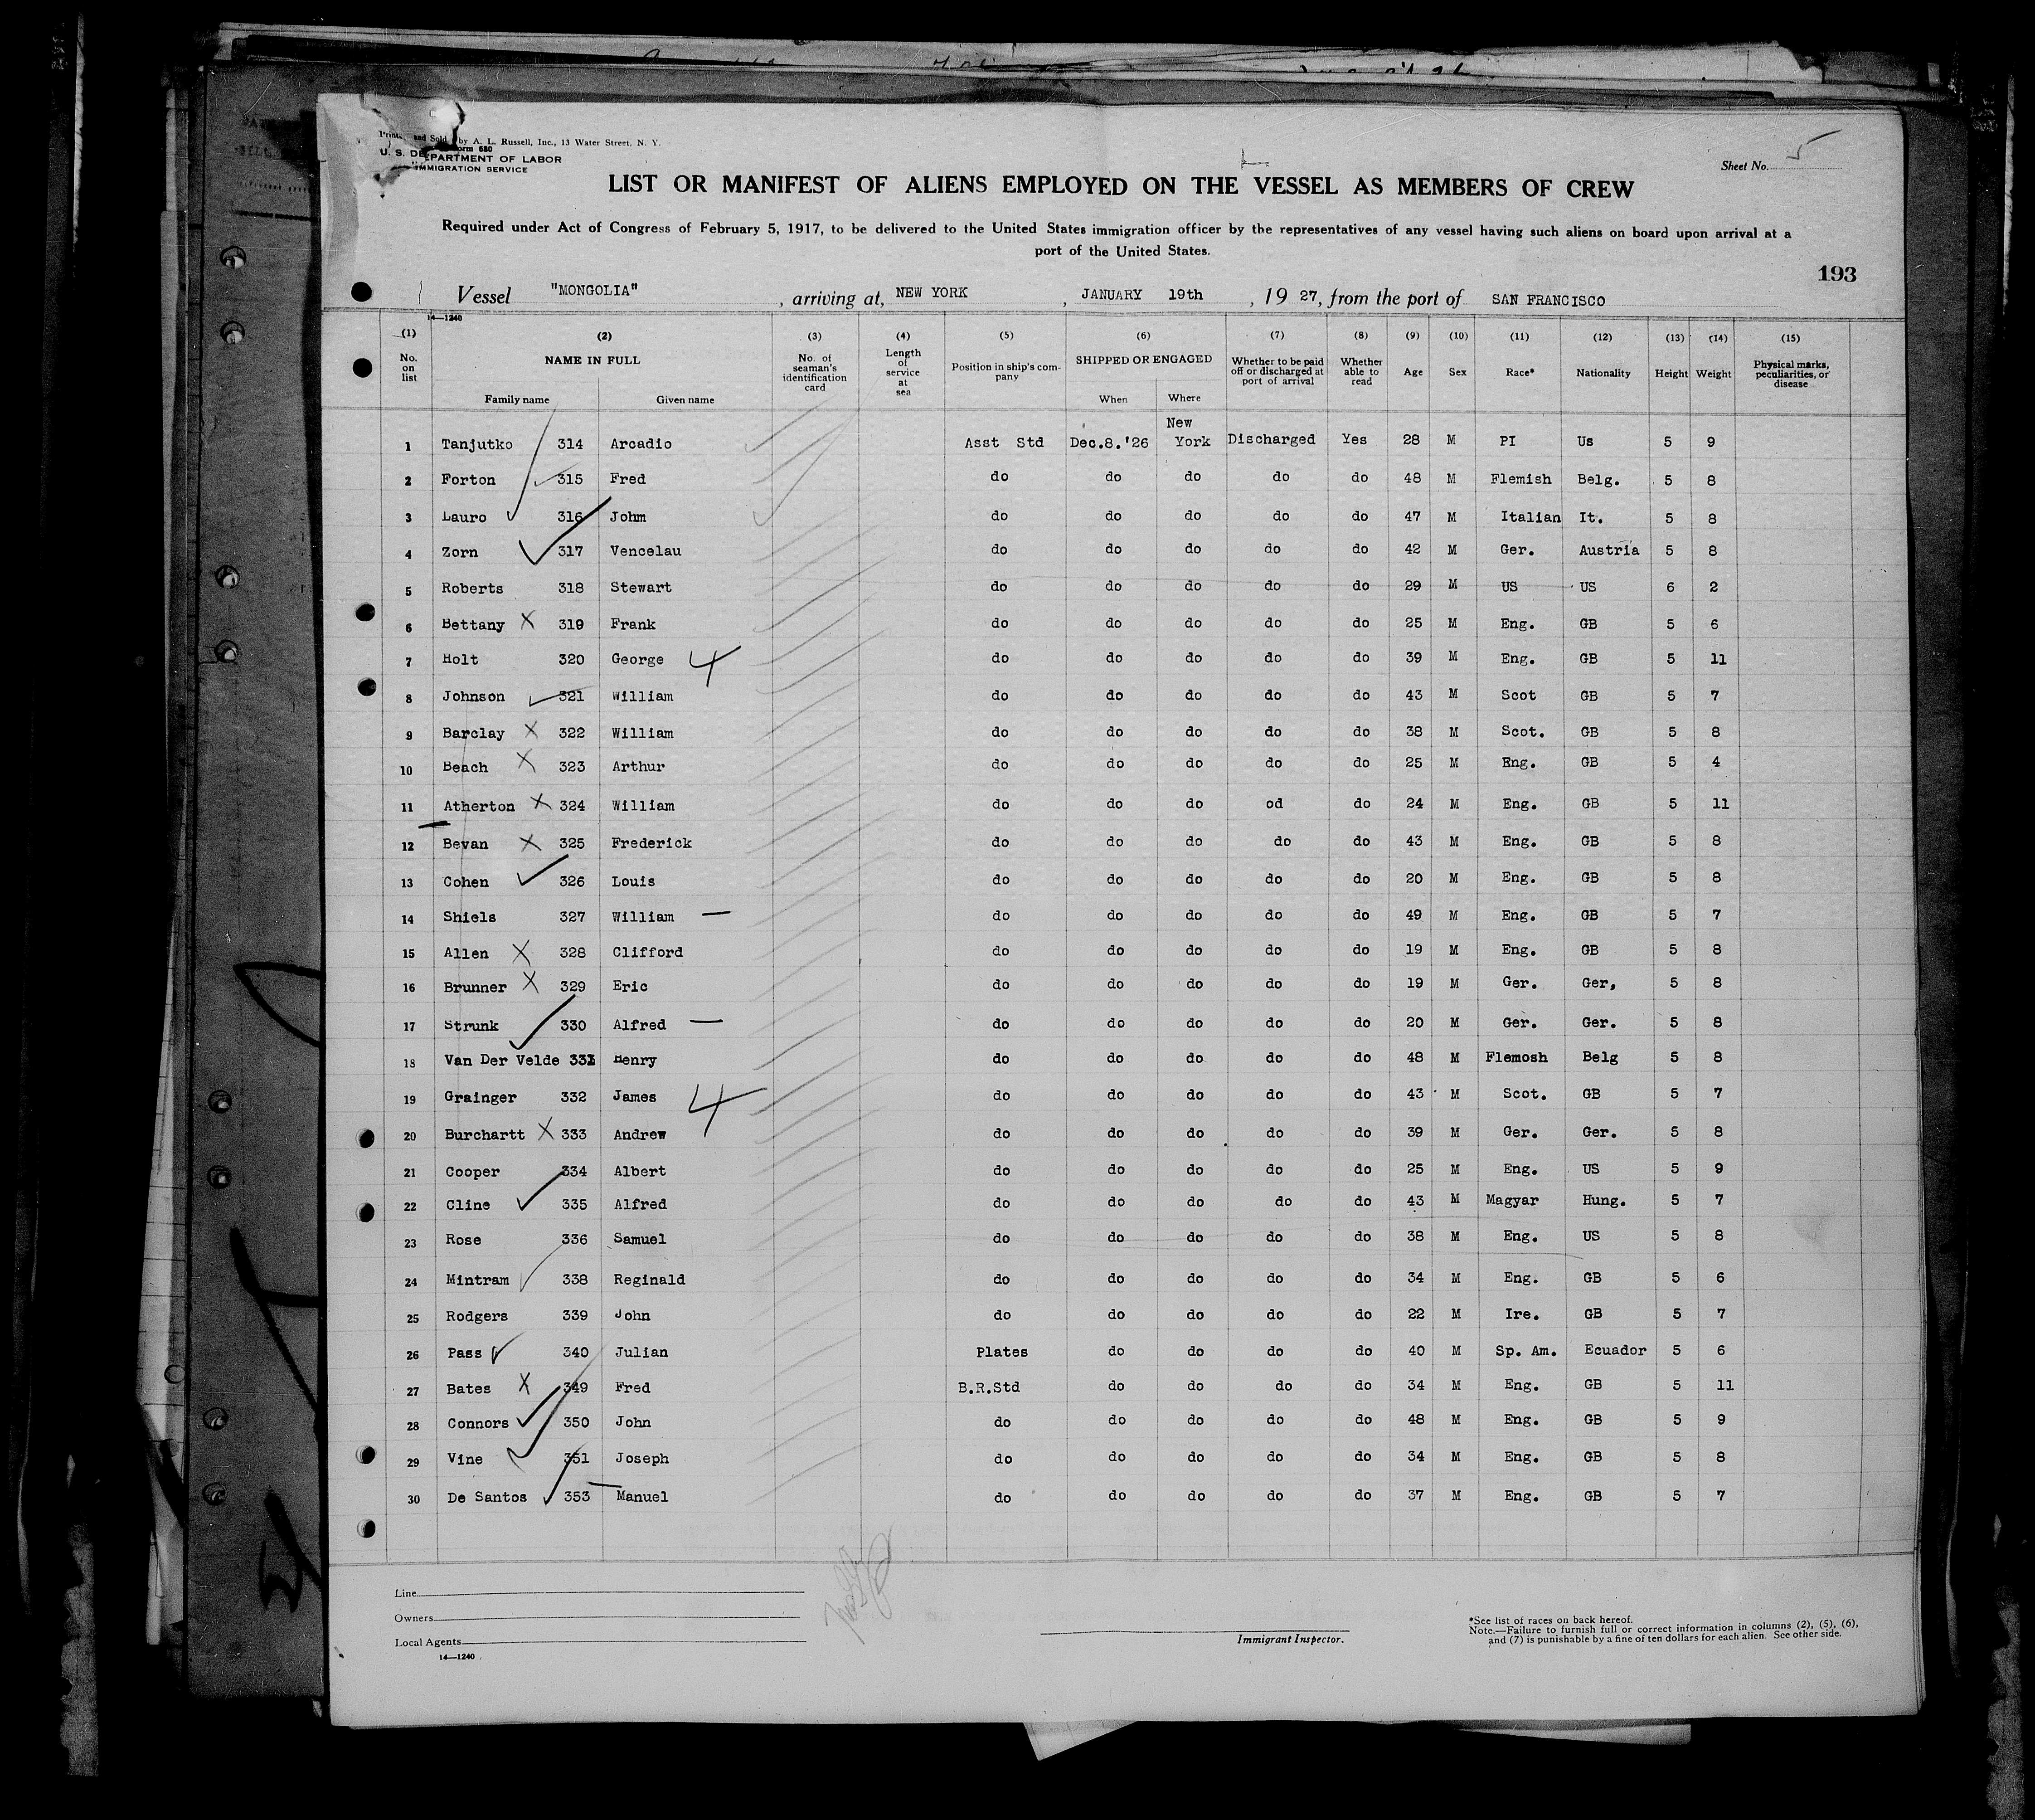 Sheet No. 5
and Sold by A. L. Russell, Inc., 13 Water Street, N. Y.
Form 680
U. S. DEPARTMENT OF LABOR
IMMIGRATION SERVICE
LIST OR MANIFEST OF ALIENS EMPLOYED ON THE VESSEL AS MEMBERS OF CREW
Required under Act of Congress of February 5, 1917, to be delivered to the United States immigration officer by the representatives of any vessel having such aliens on board upon arrival at a
port of the United States.
193
Vessel "MONGOLIA", arriving at, NEW YORK, JANUARY 19th, 1927, from the port of SAN FRANCISCO
14—1240
(1) (2) (3) (4) (5) (6) (7) (8) (9) (10) (11) (12) (13) (14) (15)
No. on list NAME IN FULL No. of seaman's identification card Length of service at sea Position in ship's company SHIPPED OR ENGAGED Whether to be paid off or discharged at port of arrival Whether able to read Age Sex Race* Nationality Height Weight Physical marks, peculiarities, or disease
Family name Given name When Where
1 Tanjutko 314 Arcadio Asst Std Dec.8.'26 New York Discharged Yes 28 M PI Us 5 9
2 Forton 315 Fred do do do do do 48 M Flemish Belg. 5 8
3 Lauro 316 Johm do do do do do 47 M Italian It. 5 8
4 Zorn 317 Vencelau do do do do do 42 M Ger. Austria 5 8
5 Roberts 318 Stewart do do do do do 29 M US US 6 2
6 Bettany X 319 Frank do do do do do 25 M Eng. GB 5 6
7 Holt 320 George 4 do do do do do 39 M Eng. GB 5 11
8 Johnson 321 William do do do do do 43 M Scot GB 5 7
9 Barclay X 322 William do do do do do 38 M Scot. GB 5 8
10 Beach X 323 Arthur do do do do do 25 M Eng. GB 5 4
11 Atherton X 324 William do do do od do 24 M Eng. GB 5 11
12 Bevan X 325 Frederick do do do do do 43 M Eng. GB 5 8
13 Cohen 326 Louis do do do do do 20 M Eng. GB 5 8
14 Shiels 327 William — do do do do do 49 M Eng. GB 5 7
15 Allen X 328 Clifford do do do do do 19 M Eng. GB 5 8
16 Brunner X 329 Eric do do do do do 19 M Ger. Ger, 5 8
17 Strunk 330 Alfred — do do do do do 20 M Ger. Ger. 5 8
18 Van Der Velde 331 Henry do do do do do 48 M Flemosh Belg 5 8
19 Grainger 332 James 4 do do do do do 43 M Scot. GB 5 7
20 Burchartt X 333 Andrew do do do do do 39 M Ger. Ger. 5 8
21 Cooper 334 Albert do do do do do 25 M Eng. US 5 9
22 Cline 335 Alfred do do do do do 43 M Magyar Hung. 5 7
23 Rose 336 Samuel do do do do do 38 M Eng. US 5 8
24 Mintram 338 Reginald do do do do do 34 M Eng. GB 5 6
25 Rodgers 339 John do do do do do 22 M Ire. GB 5 7
26 Pass 340 Julian Plates do do do do 40 M Sp. Am. Ecuador 5 6
27 Bates X 349 Fred B.R.Std do do do do 34 M Eng. GB 5 11
28 Connors 350 John do do do do do 48 M Eng. GB 5 9
29 Vine 351 Joseph do do do do do 34 M Eng. GB 5 8
30 De Santos 353 Manuel do do do do do 37 M Eng. GB 5 7
Line
Owners
Local Agents
14—1240
Immigrant Inspector.
*See list of races on back hereof.
Note.—Failure to furnish full or correct information in columns (2), (5), (6),
and (7) is punishable by a fine of ten dollars for each alien. See other side.